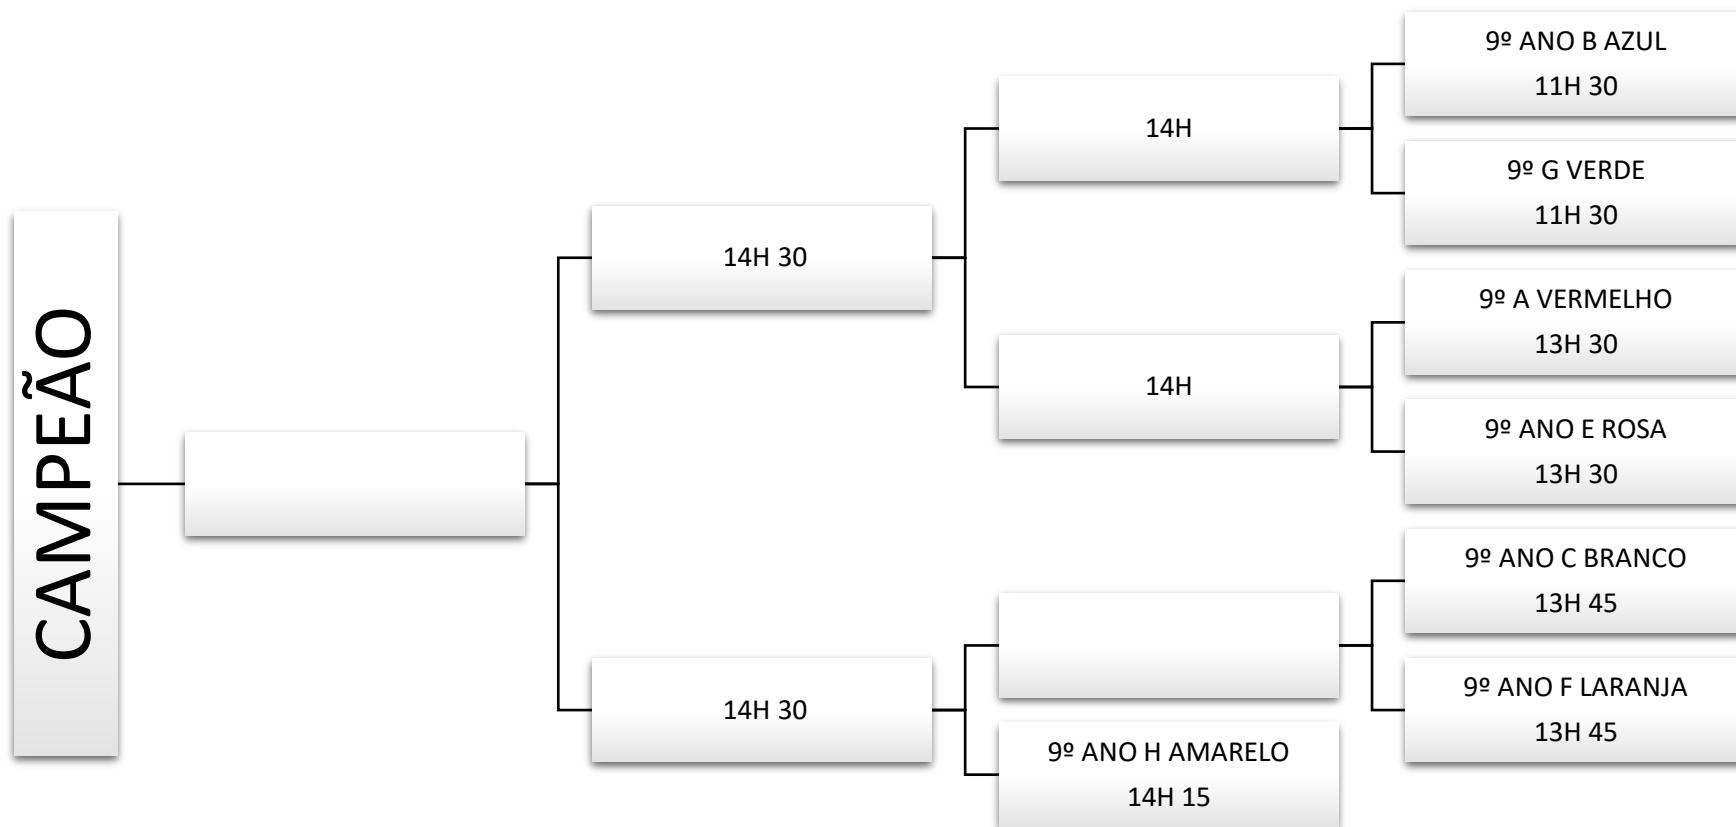 CAMPEÃO
14H 30
14H
9º ANO B AZUL
11H 30
9º G VERDE
11H 30
14H
9º A VERMELHO
13H 30
9º ANO E ROSA
13H 30
14H 30
9º ANO C BRANCO
13H 45
9º ANO F LARANJA
13H 45
9º ANO H AMARELO
14H 15